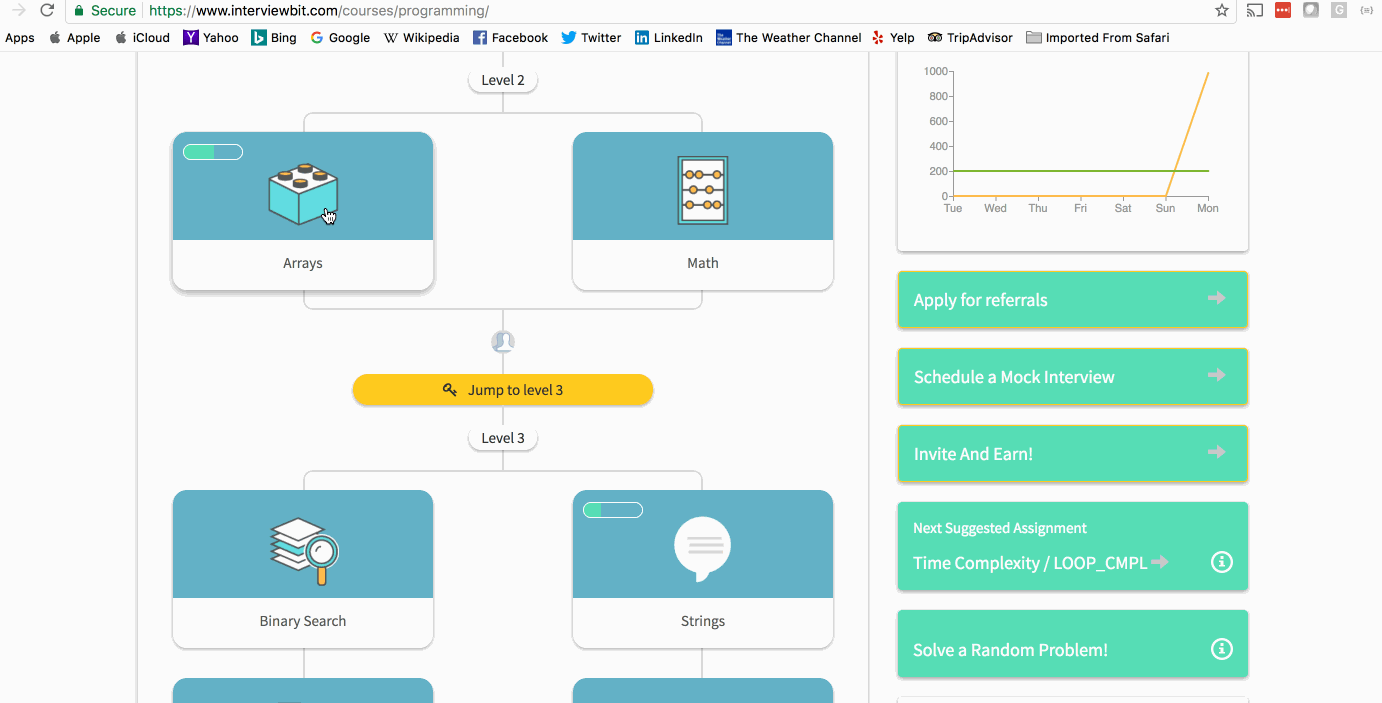 Secure https://www.interviewbit.com/courses/programming/
G
Apps Apple iCloud Yahoo Bing Google Wikipedia Facebook Twitter LinkedIn The Weather Channel Yelp TripAdvisor Imported From Safari
Level 2
Arrays
Math
Jump to level 3
Level 3
Binary Search
Strings
1000
800
600
400
200
0
Tue Wed Thu Fri Sat Sun Mon
Apply for referrals
Schedule a Mock Interview
Invite And Earn!
Next Suggested Assignment
Time Complexity / LOOP_CMPL
Solve a Random Problem!